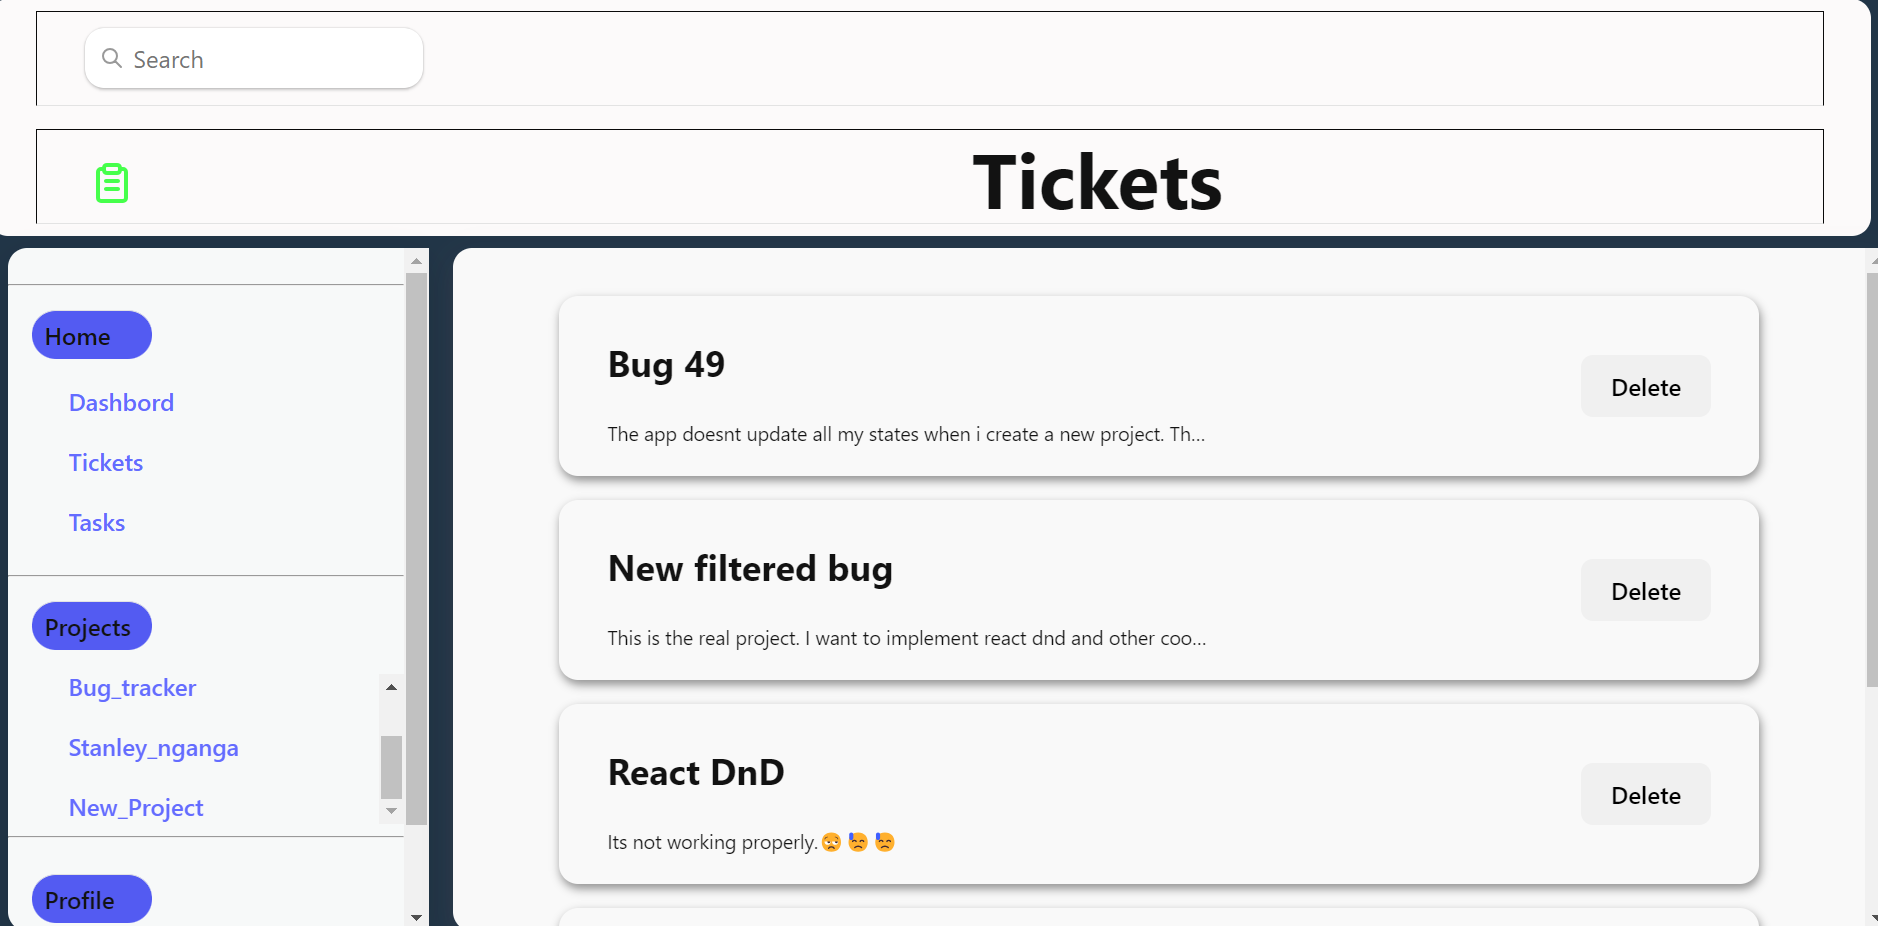 Search
Tickets
Home
Dashbord
Tickets
Tasks
Projects
Bug_tracker
Stanley_nganga
New_Project
Profile
Bug 49
Delete
The app doesnt update all my states when i create a new project. Th...
New filtered bug
Delete
This is the real project. I want to implement react dnd and other coo...
React DnD
Delete
Its not working properly.😳 😓 😓